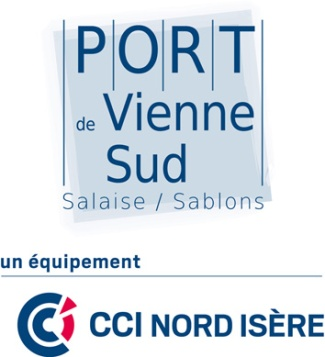 PORT
de Vienne
Sud
Salaise / Sablons
un équipement
CCI NORD ISÈRE